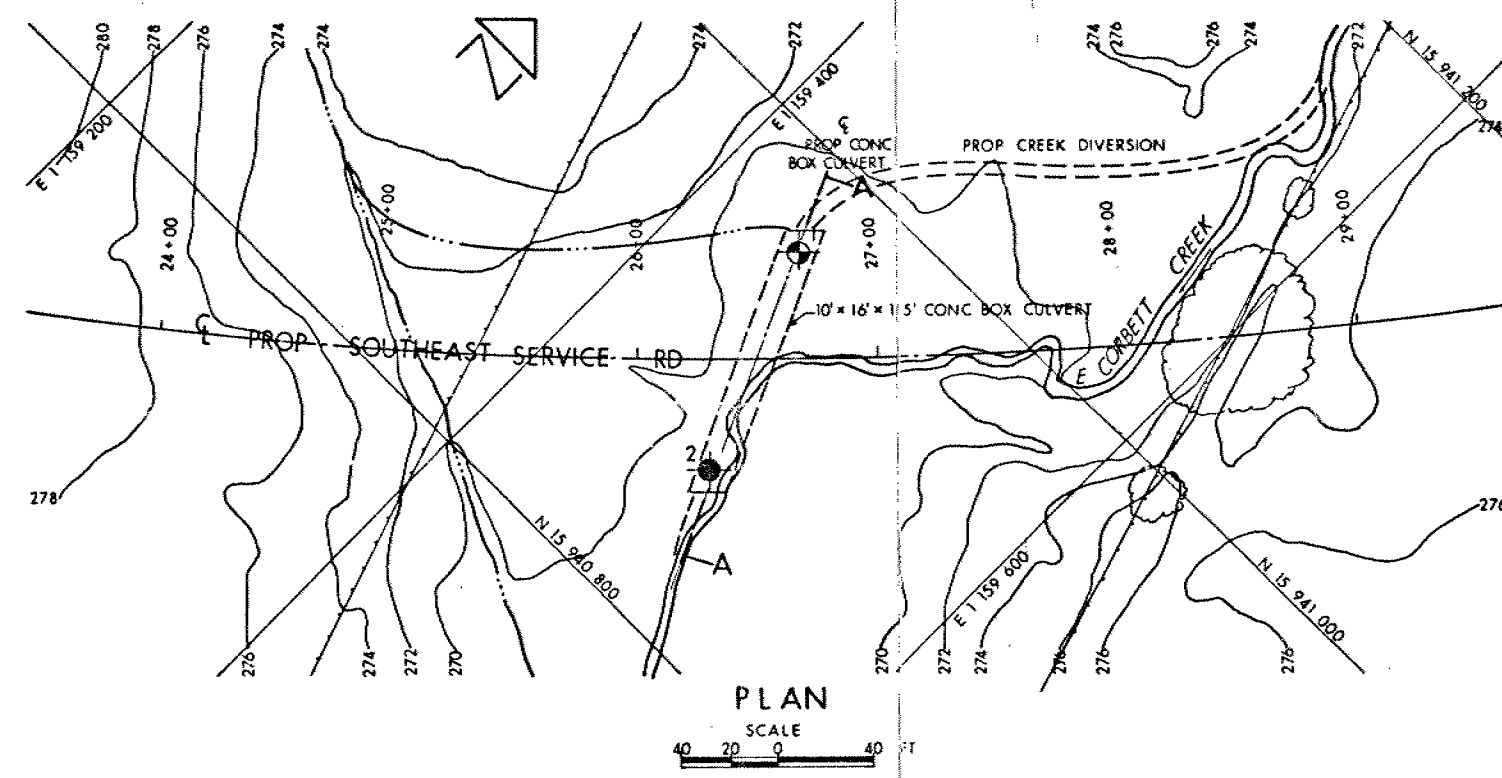 280
278
276
274
274
274
272
274
276
276
274
272
N 15 941 200
274
E 1 159 200
E 1 159 400
℄
PROP CONC
BOX CULVERT
PROP CREEK DIVERSION
A
24+00
25+00
26+00
27+00
28+00
29+00
1
10' × 16' × 115' CONC BOX CULVERT
℄ PROP SOUTHEAST SERVICE RD
E CORBETT CREEK
2
278
276
N 15 940 800
A
E 1 159 600
N 15 941 000
276
274
272
270
270
272
274
276
276
276
PLAN
SCALE
40 20 0 40 FT